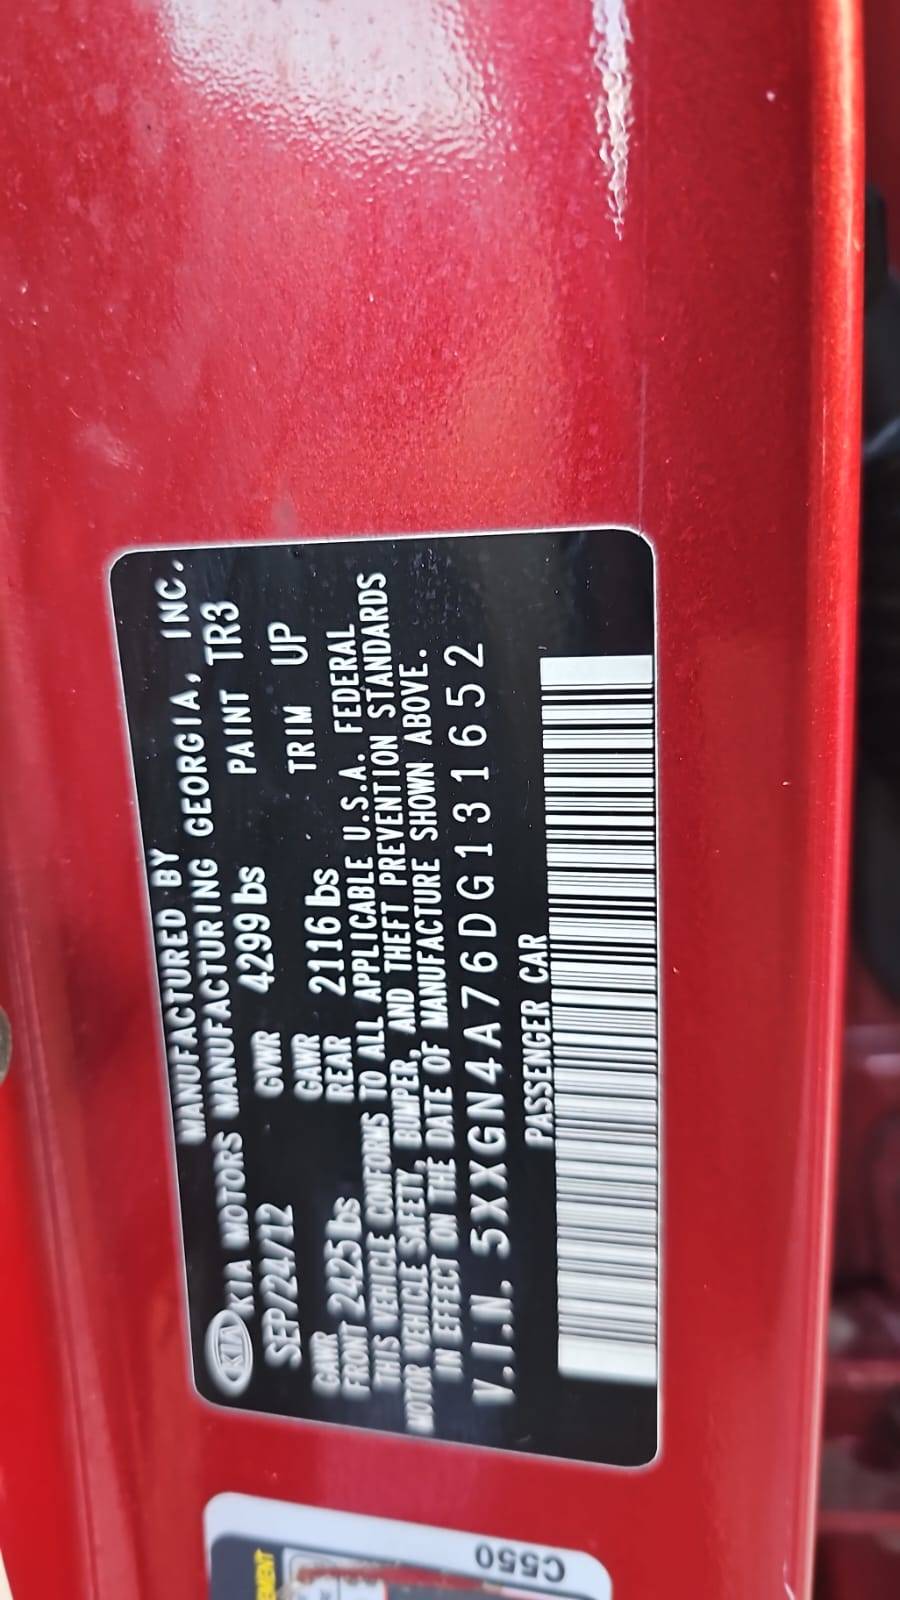 MANUFACTURED BY
KIA KIA MOTORS MANUFACTURING GEORGIA, INC.
SEP/24/12 GVWR 4299 lbs PAINT TR3
GAWR FRONT 2425 lbs GAWR REAR 2116 lbs TRIM UP
THIS VEHICLE CONFORMS TO ALL APPLICABLE U.S.A. FEDERAL
MOTOR VEHICLE SAFETY, BUMPER, AND THEFT PREVENTION STANDARDS
IN EFFECT ON THE DATE OF MANUFACTURE SHOWN ABOVE.
V.I.N. 5XXGN4A76DG131652
PASSENGER CAR
C550